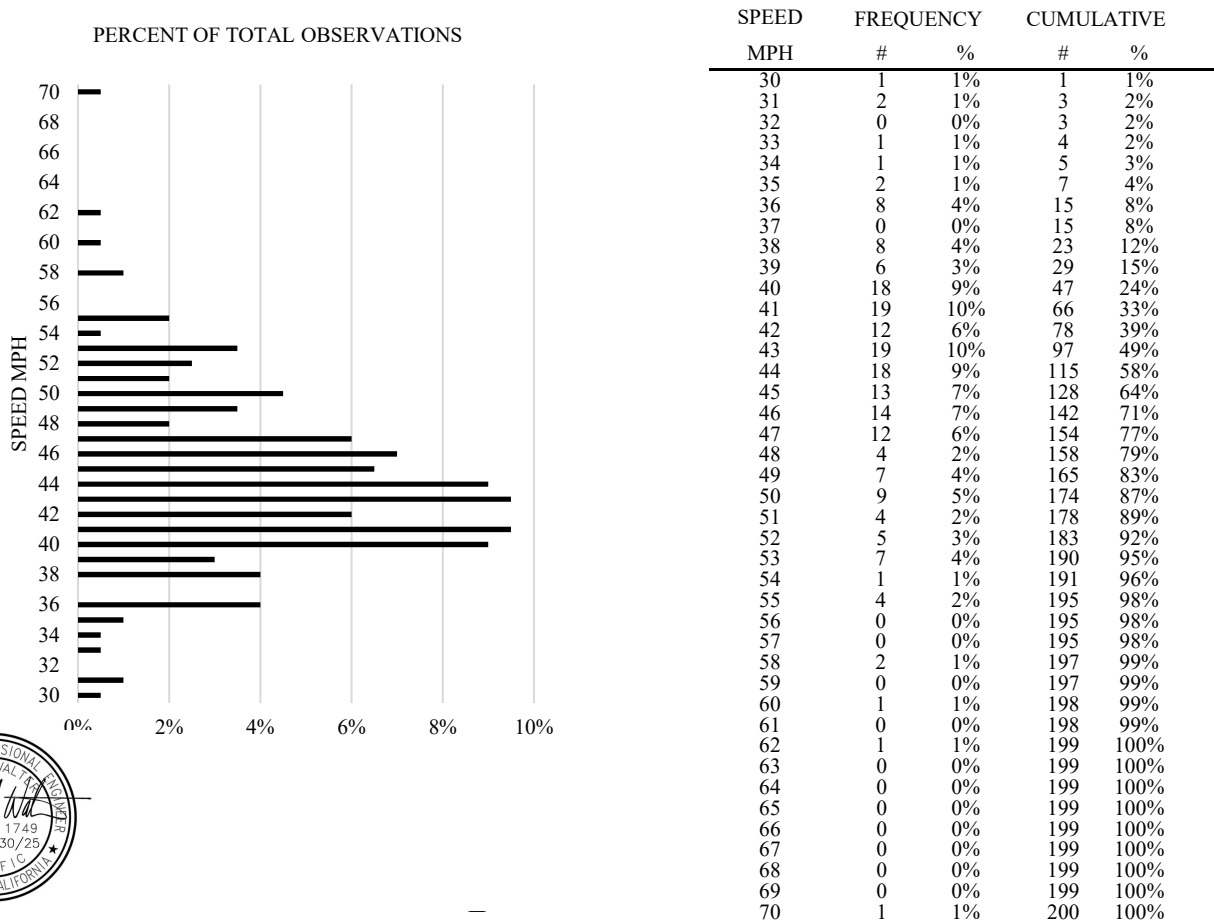 PERCENT OF TOTAL OBSERVATIONS
70
68
66
64
62
60
58
56
54
52
50
48
46
44
42
40
38
36
34
32
30
SPEED MPH
0% 2% 4% 6% 8% 10%
ENGINEER
1749
30/25
SPEED FREQUENCY CUMULATIVE
MPH # % # %
30 1 1% 1 1%
31 2 1% 3 2%
32 0 0% 3 2%
33 1 1% 4 2%
34 1 1% 5 3%
35 2 1% 7 4%
36 8 4% 15 8%
37 0 0% 15 8%
38 8 4% 23 12%
39 6 3% 29 15%
40 18 9% 47 24%
41 19 10% 66 33%
42 12 6% 78 39%
43 19 10% 97 49%
44 18 9% 115 58%
45 13 7% 128 64%
46 14 7% 142 71%
47 12 6% 154 77%
48 4 2% 158 79%
49 7 4% 165 83%
50 9 5% 174 87%
51 4 2% 178 89%
52 5 3% 183 92%
53 7 4% 190 95%
54 1 1% 191 96%
55 4 2% 195 98%
56 0 0% 195 98%
57 0 0% 195 98%
58 2 1% 197 99%
59 0 0% 197 99%
60 1 1% 198 99%
61 0 0% 198 99%
62 1 1% 199 100%
63 0 0% 199 100%
64 0 0% 199 100%
65 0 0% 199 100%
66 0 0% 199 100%
67 0 0% 199 100%
68 0 0% 199 100%
69 0 0% 199 100%
70 1 1% 200 100%